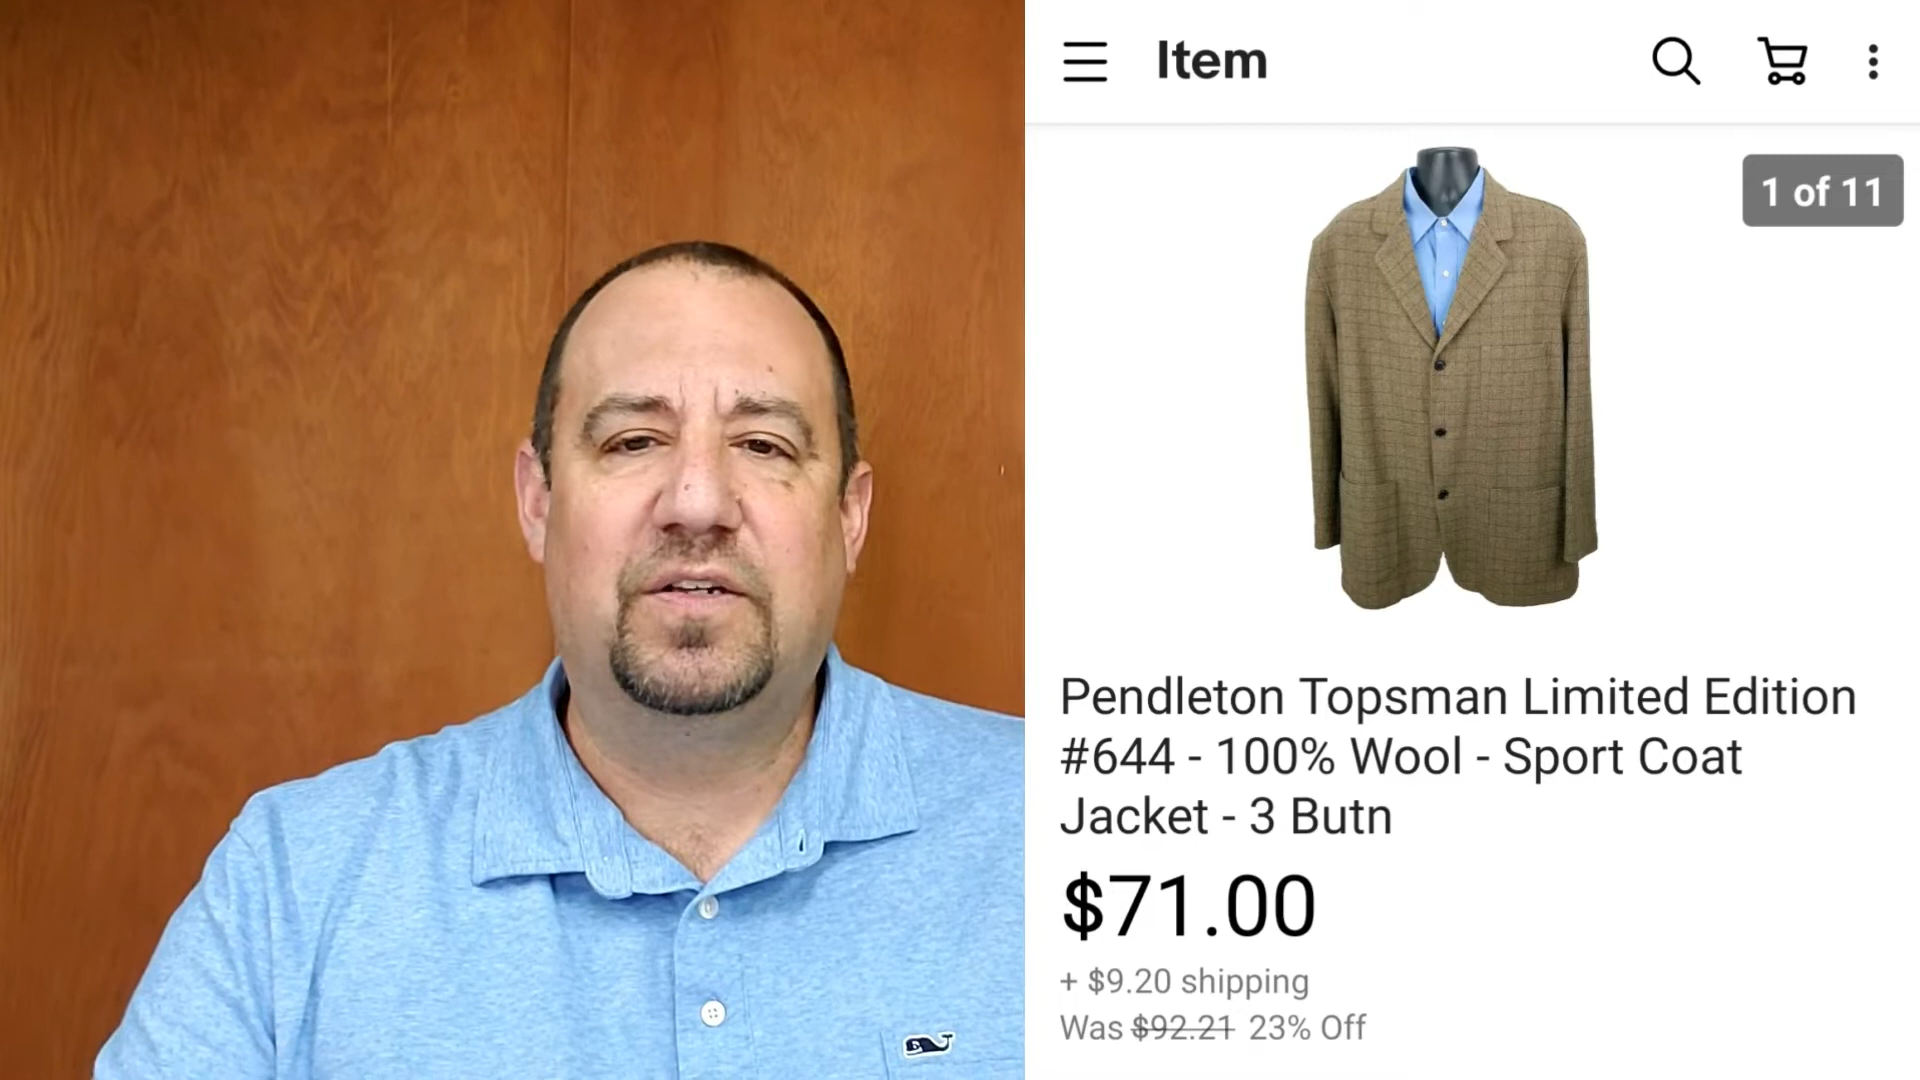 Item
1 of 11
Pendleton Topsman Limited Edition
#644 - 100% Wool - Sport Coat
Jacket - 3 Butn
$71.00
+ $9.20 shipping
Was $92.21 23% Off